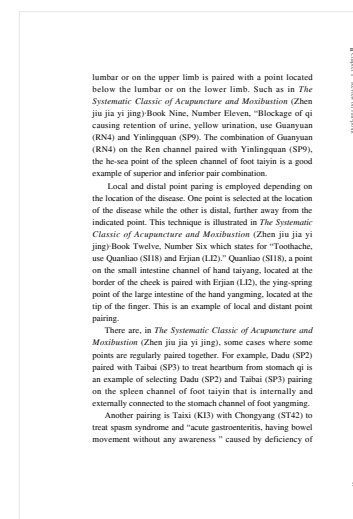 lumbar or on the upper limb is paired with a point located
below the lumbar or on the lower limb. Such as in The
Systematic Classic of Acupuncture and Moxibustion (Zhen
jiu jia yi jing)·Book Nine, Number Eleven, “Blockage of qi
causing retention of urine, yellow urination, use Guanyuan
(RN4) and Yinlingquan (SP9). The combination of Guanyuan
(RN4) on the Ren channel paired with Yinlingquan (SP9),
the he-sea point of the spleen channel of foot taiyin is a good
example of superior and inferior pair combination.
Local and distal point paring is employed depending on
the location of the disease. One point is selected at the location
of the disease while the other is distal, further away from the
indicated point. This technique is illustrated in The Systematic
Classic of Acupuncture and Moxibustion (Zhen jiu jia yi
jing)·Book Twelve, Number Six which states for “Toothache,
use Quanliao (SI18) and Erjian (LI2).” Quanliao (SI18), a point
on the small intestine channel of hand taiyang, located at the
border of the cheek is paired with Erjian (LI2), the ying-spring
point of the large intestine of the hand yangming, located at the
tip of the finger. This is an example of local and distant point
pairing.
There are, in The Systematic Classic of Acupuncture and
Moxibustion (Zhen jiu jia yi jing), some cases where some
points are regularly paired together. For example, Dadu (SP2)
paired with Taibai (SP3) to treat heartburn from stomach qi is
an example of selecting Dadu (SP2) and Taibai (SP3) pairing
on the spleen channel of foot taiyin that is internally and
externally connected to the stomach channel of foot yangming.
Another pairing is Taixi (KI3) with Chongyang (ST42) to
treat spasm syndrome and “acute gastroenteritis, having bowel
movement without any awareness ” caused by deficiency of